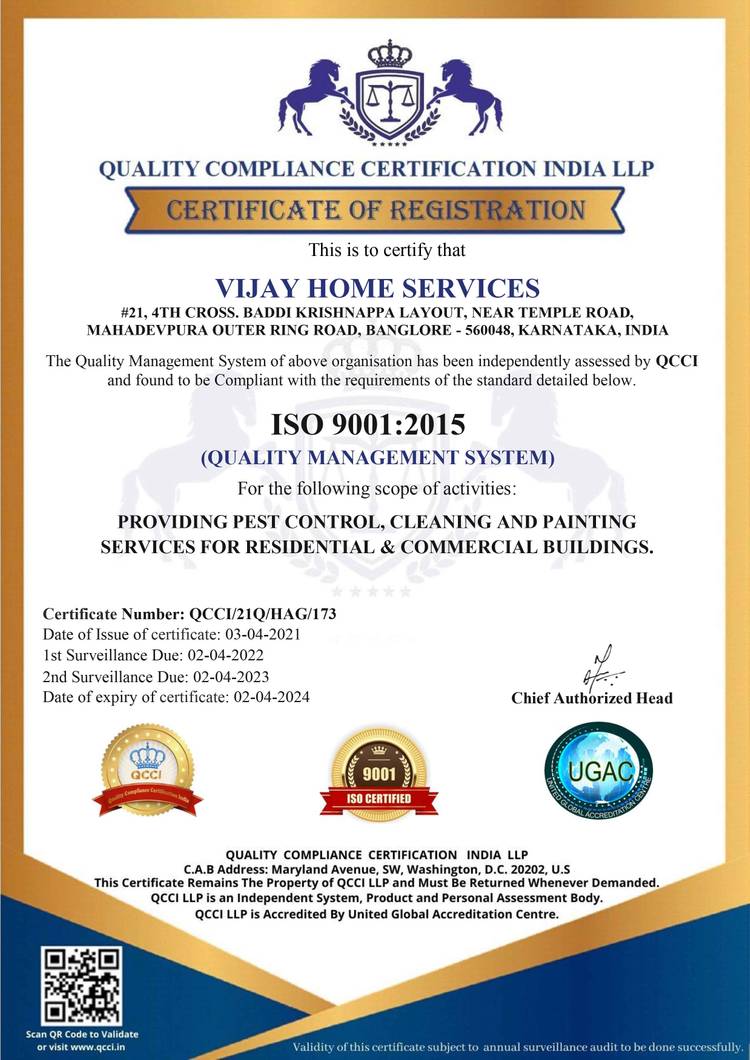 QUALITY COMPLIANCE CERTIFICATION INDIA LLP
CERTIFICATE OF REGISTRATION
This is to certify that
VIJAY HOME SERVICES
#21, 4TH CROSS. BADDI KRISHNAPPA LAYOUT, NEAR TEMPLE ROAD,
MAHADEVPURA OUTER RING ROAD, BANGLORE - 560048, KARNATAKA, INDIA
The Quality Management System of above organisation has been independently assessed by QCCI
and found to be Compliant with the requirements of the standard detailed below.
ISO 9001:2015
(QUALITY MANAGEMENT SYSTEM)
For the following scope of activities:
PROVIDING PEST CONTROL, CLEANING AND PAINTING
SERVICES FOR RESIDENTIAL & COMMERCIAL BUILDINGS.
Certificate Number: QCCI/21Q/HAG/173
Date of Issue of certificate: 03-04-2021
1st Surveillance Due: 02-04-2022
2nd Surveillance Due: 02-04-2023
Date of expiry of certificate: 02-04-2024
Chief Authorized Head
QCCI
Quality Compliance Certification India
9001
ISO CERTIFIED
UGAC
UNITED GLOBAL ACCREDITATION CENTRE
QUALITY COMPLIANCE CERTIFICATION INDIA LLP
C.A.B Address: Maryland Avenue, SW, Washington, D.C. 20202, U.S
This Certificate Remains The Property of QCCI LLP and Must Be Returned Whenever Demanded.
QCCI LLP is an Independent System, Product and Personal Assessment Body.
QCCI LLP is Accredited By United Global Accreditation Centre.
Scan QR Code to Validate
or visit www.qcci.in
Validity of this certificate subject to annual surveillance audit to be done successfully.